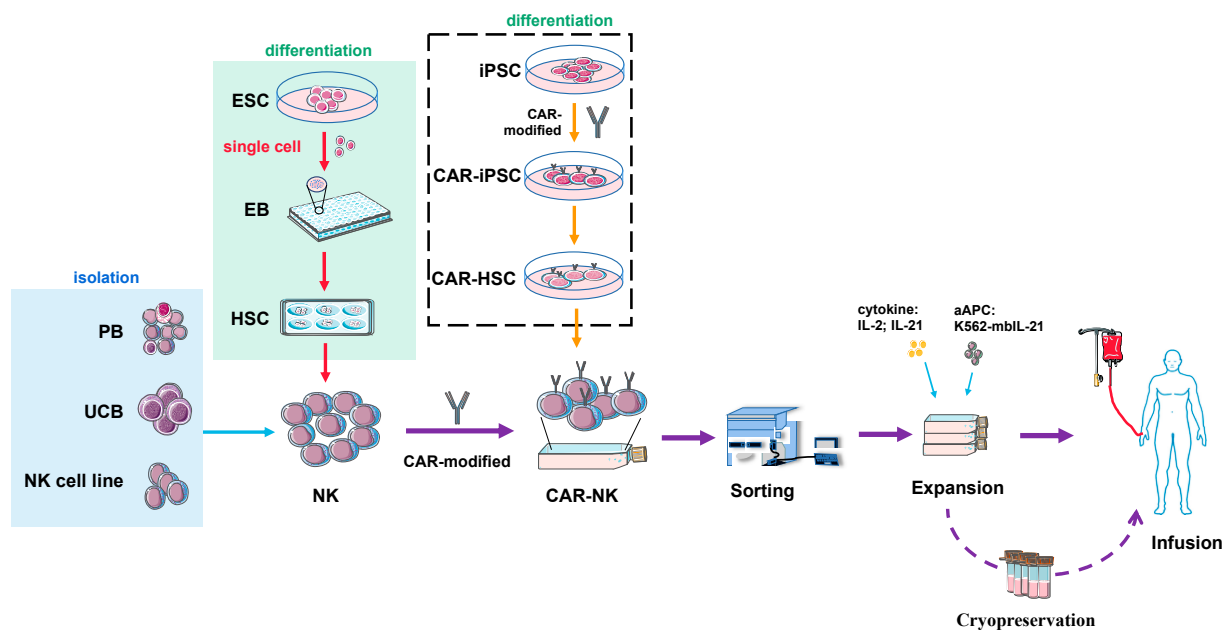 differentiation
differentiation
iPSC
ESC
CAR-
modified
single cell
CAR-iPSC
EB
isolation
CAR-HSC
PB
HSC
cytokine:
IL-2; IL-21
aAPC:
K562-mbIL-21
UCB
CAR-modified
NK cell line
NK
CAR-NK
Sorting
Expansion
Infusion
Cryopreservation